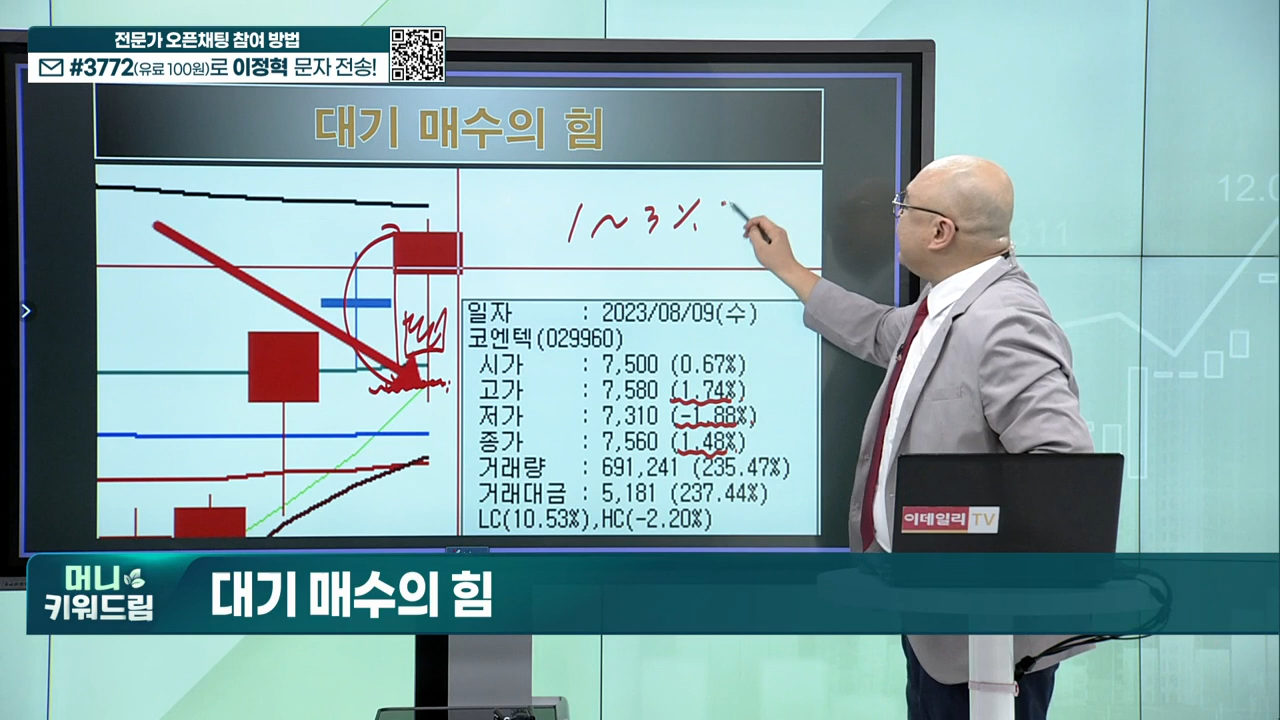 전문가 오픈채팅 참여 방법
#3772(유료 100원)로 이정혁 문자 전송!
대기 매수의 힘
1~3%
일자 : 2023/08/09(수)
코엔텍(029960)
시가 : 7,500 (0.67%)
고가 : 7,580 (1.74%)
저가 : 7,310 (-1.88%)
종가 : 7,560 (1.48%)
거래량 : 691,241 (235.47%)
거래대금 : 5,181 (237.44%)
LC(10.53%),HC(-2.20%)
12.0
이데일리TV
머니
키워드림
대기 매수의 힘